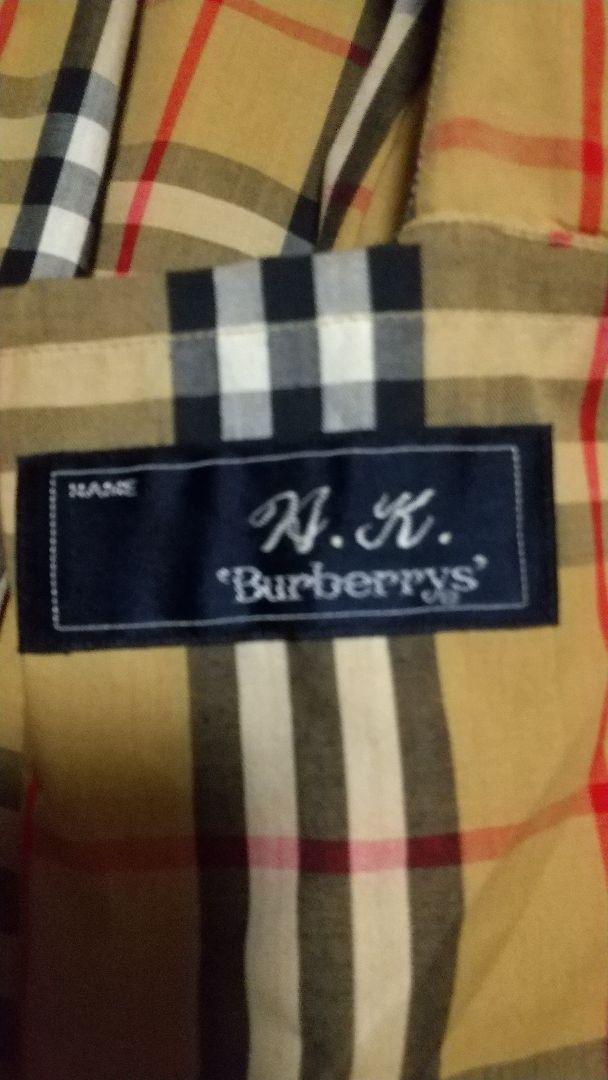 NAME
H. K.
'Burberrys'